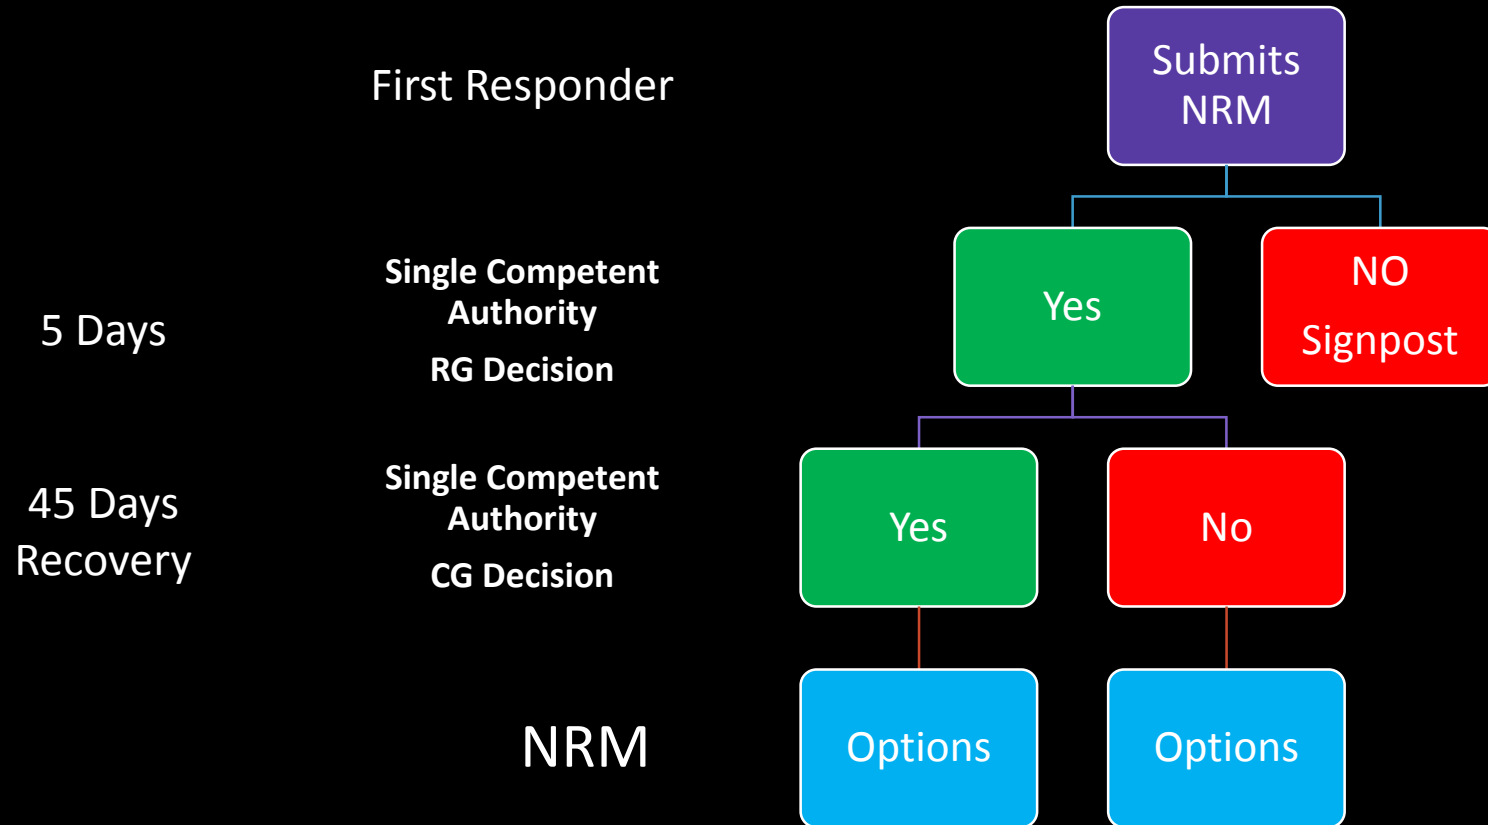 First Responder
Submits
NRM
5 Days
Single Competent
Authority
RG Decision
Yes
NO
Signpost
45 Days
Recovery
Single Competent
Authority
CG Decision
Yes
No
NRM
Options
Options